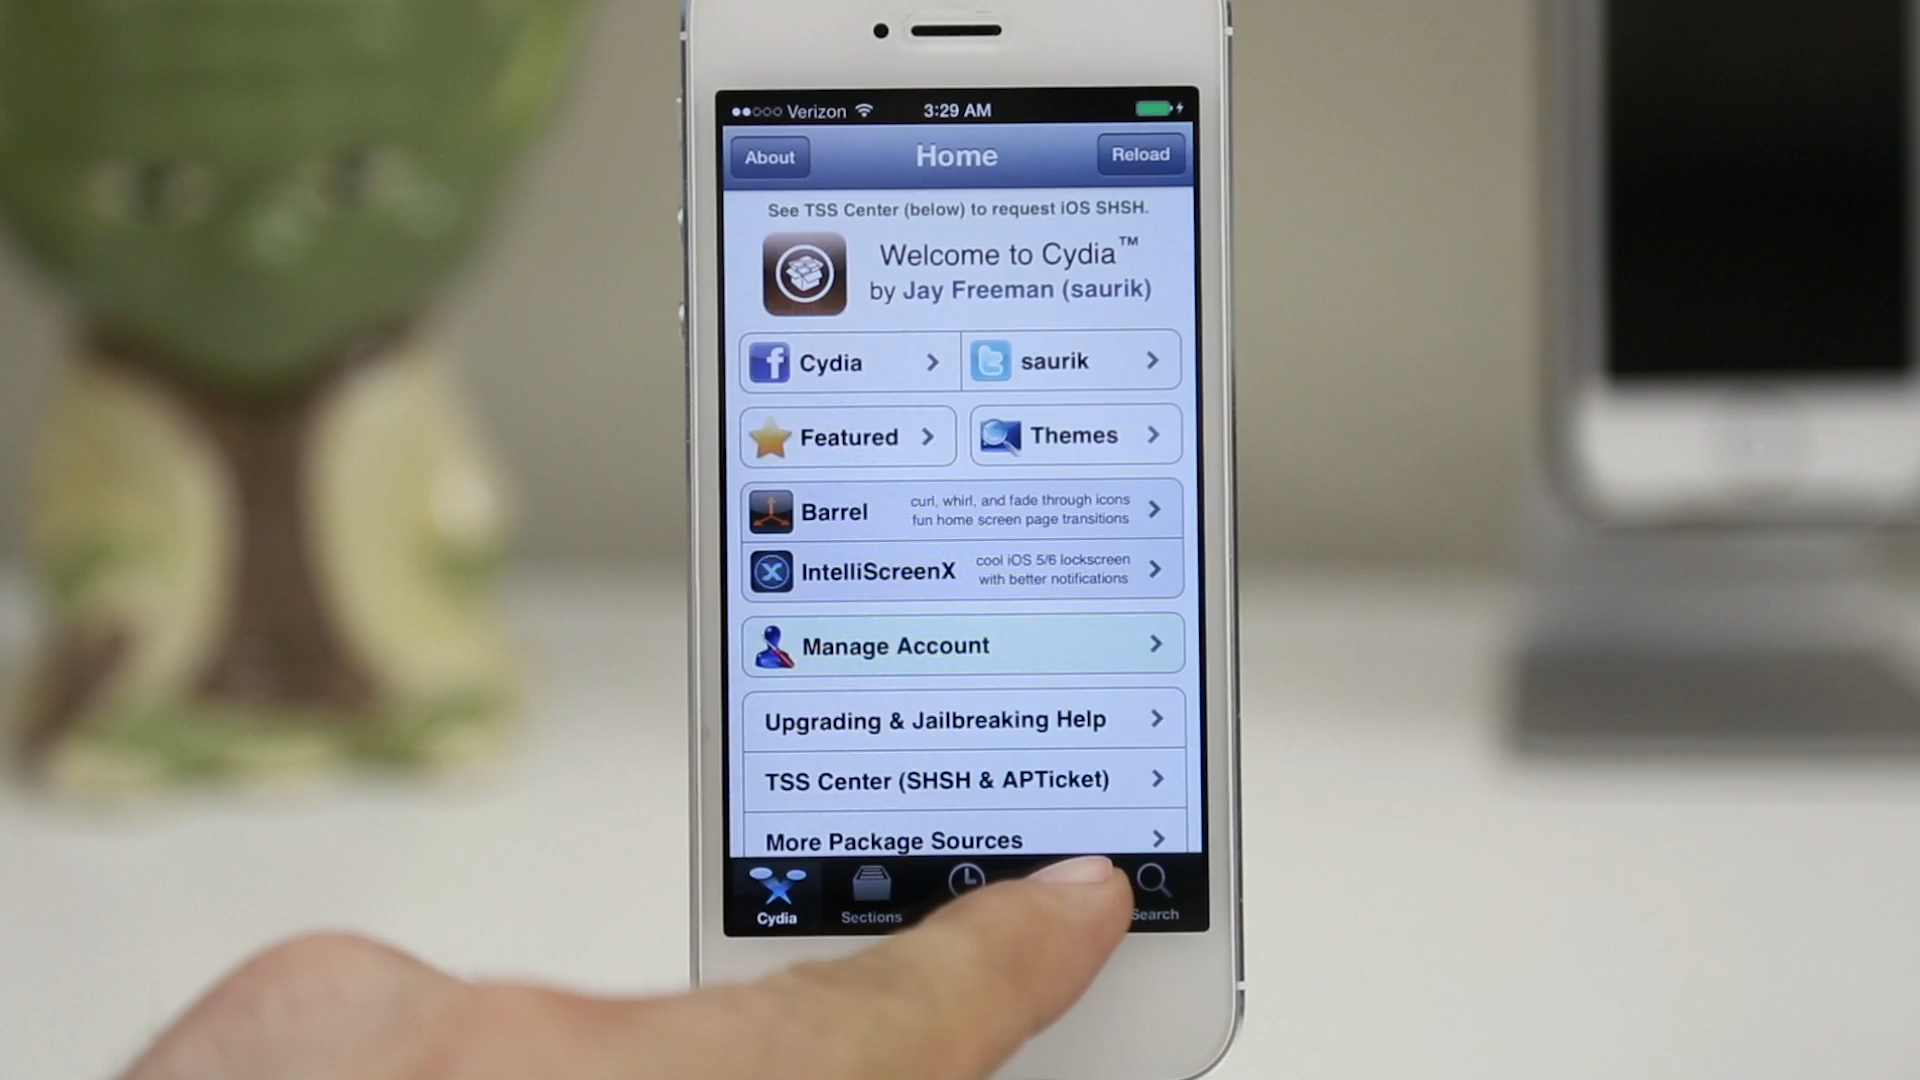 Verizon 3:29 AM
About Home Reload
See TSS Center (below) to request iOS SHSH.
Welcome to Cydia™
by Jay Freeman (saurik)
Cydia saurik
Featured Themes
Barrel
curl, whirl, and fade through icons
fun home screen page transitions
IntelliScreenX
cool iOS 5/6 lockscreen
with better notifications
Manage Account
Upgrading & Jailbreaking Help
TSS Center (SHSH & APTicket)
More Package Sources
Cydia Sections Search